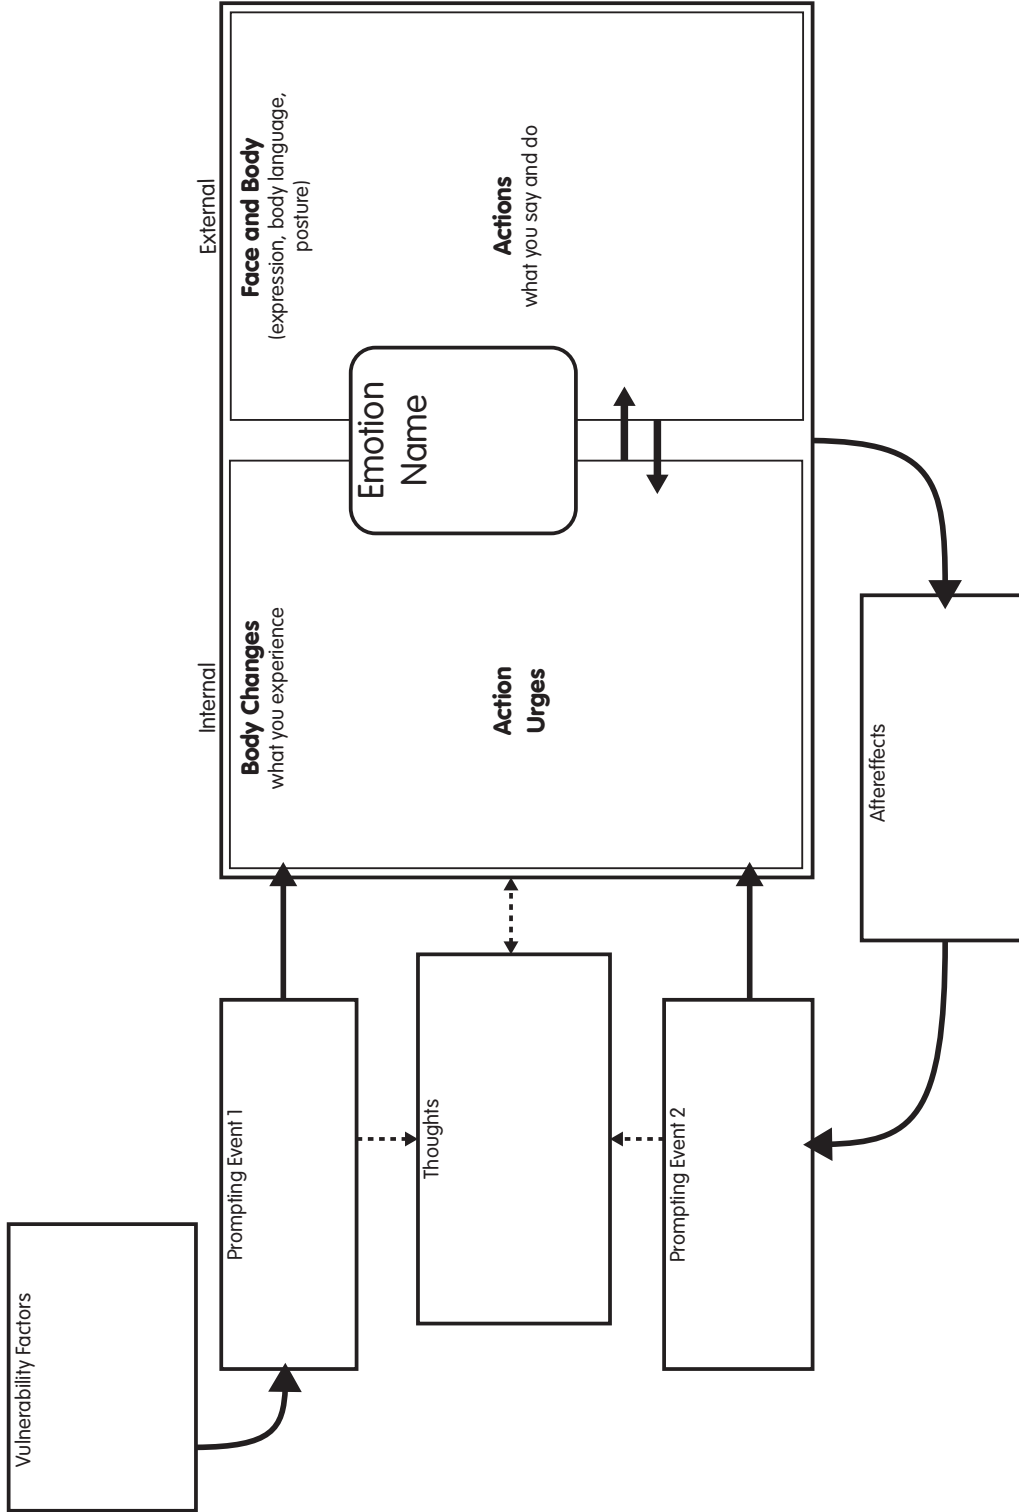 Vulnerability Factors
Prompting Event 1
Thoughts
Prompting Event 2
Internal
Body Changes
what you experience
Action
Urges
Emotion
Name
External
Face and Body
(expression, body language,
posture)
Actions
what you say and do
Aftereffects